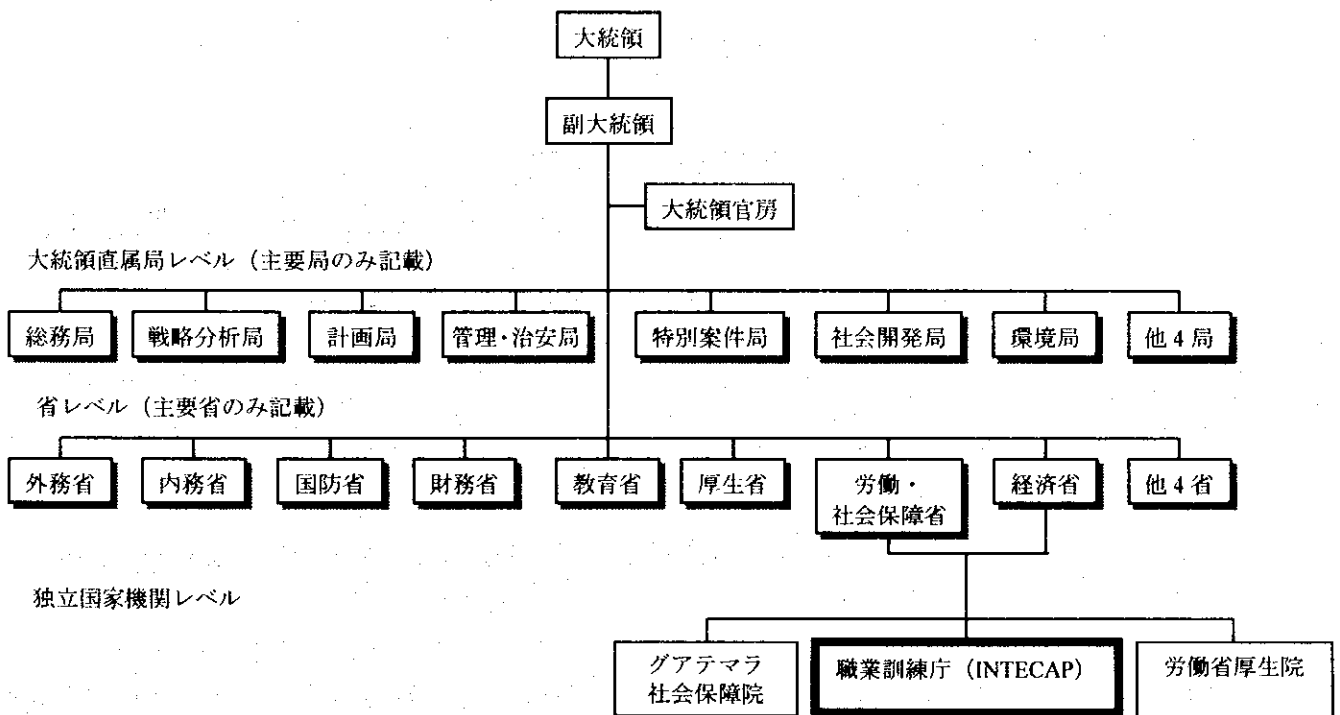 大統領
副大統領
大統領官房
大統領直属局レベル（主要局のみ記載）
総務局
戦略分析局
計画局
管理・治安局
特別案件局
社会開発局
環境局
他4局
省レベル（主要省のみ記載）
外務省
内務省
国防省
財務省
教育省
厚生省
労働・
社会保障省
経済省
他4省
独立国家機関レベル
グアテマラ
社会保障院
職業訓練庁（INTECAP）
労働省厚生院